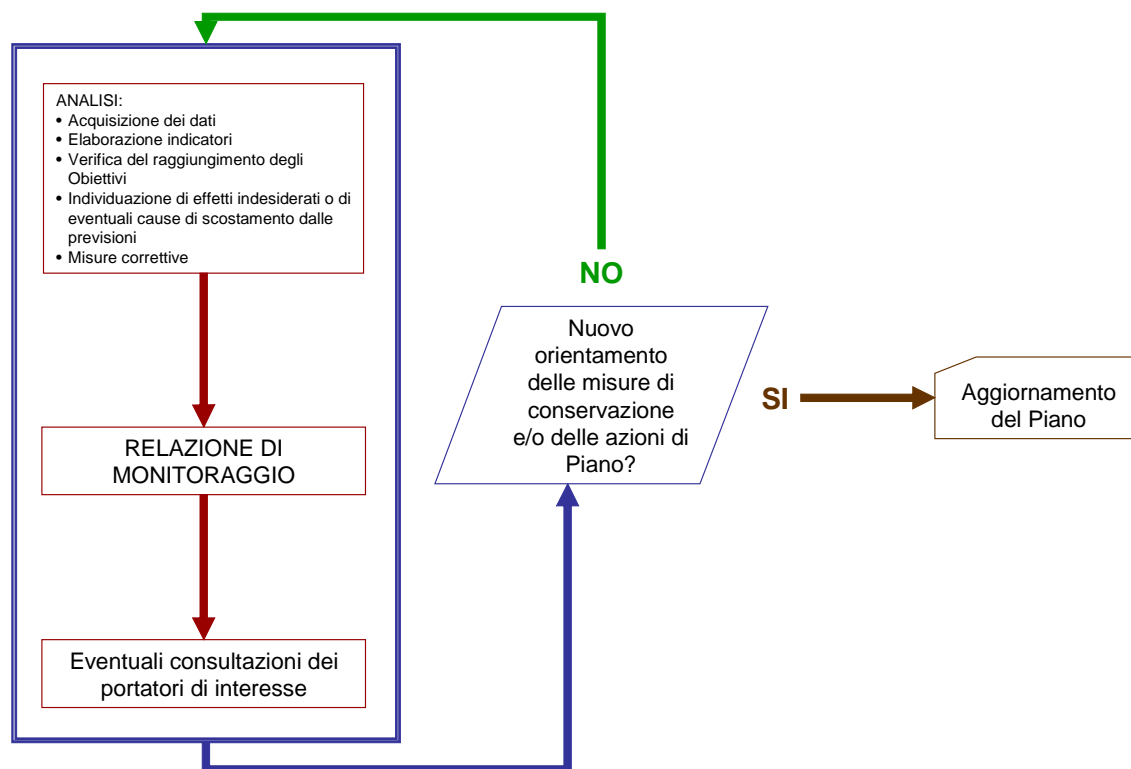 ANALISI:
• Acquisizione dei dati
• Elaborazione indicatori
• Verifica del raggiungimento degli
Obiettivi
• Individuazione di effetti indesiderati o di
eventuali cause di scostamento dalle
previsioni
• Misure correttive
RELAZIONE DI
MONITORAGGIO
Eventuali consultazioni dei
portatori di interesse
NO
Nuovo
orientamento
delle misure di
conservazione
e/o delle azioni di
Piano?
SI
Aggiornamento
del Piano